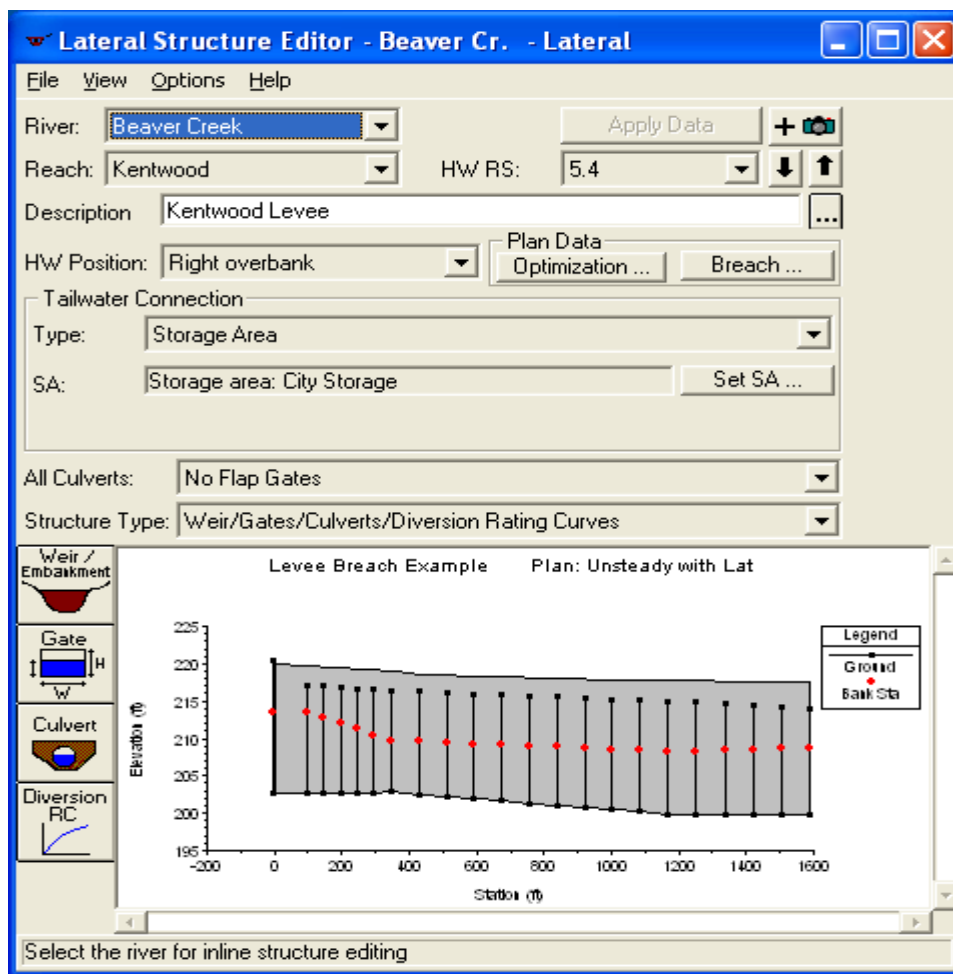 Lateral Structure Editor - Beaver Cr. - Lateral
File View Options Help
River: Beaver Creek Apply Data
Reach: Kentwood HW RS: 5.4
Description Kentwood Levee ...
HW Position: Right overbank
Plan Data
Optimization ... Breach ...
Tailwater Connection
Type: Storage Area
SA: Storage area: City Storage Set SA ...
All Culverts: No Flap Gates
Structure Type: Weir/Gates/Culverts/Diversion Rating Curves
Weir /
Embankment
Gate
H
W
Culvert
Diversion
RC
Levee Breach Example Plan: Unsteady with Lat
225
220
215
210
205
200
195
Elevation (ft)
-200 0 200 400 600 800 1000 1200 1400 1600
Station (ft)
Legend
Ground
Bank Sta
Select the river for inline structure editing